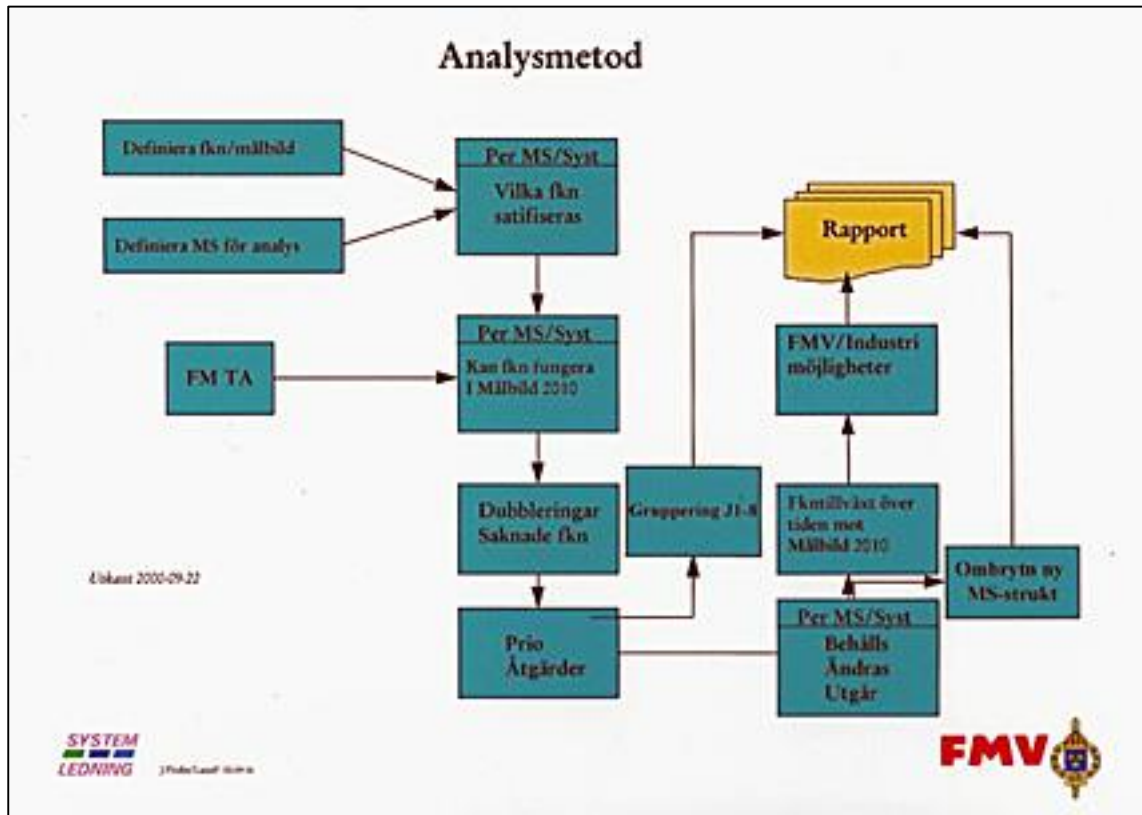 Analysmetod
Definiera fkn/målbild
Definiera MS för analys
FM TA
Per MS/Syst
Vilka fkn
satifiseras
Per MS/Syst
Kan fkn fungera
I Målbild 2010
Dubbleringar
Saknade fkn
Prio
Åtgärder
Gruppering J1-8
Rapport
FMV/Industri
möjligheter
Fkntillväxt över
tiden mot
Målbild 2010
Per MS/Syst
Behålls
Ändras
Utgår
Ombrytn ny
MS-strukt
Utkast 2000-09-22
SYSTEM
LEDNING
FMV